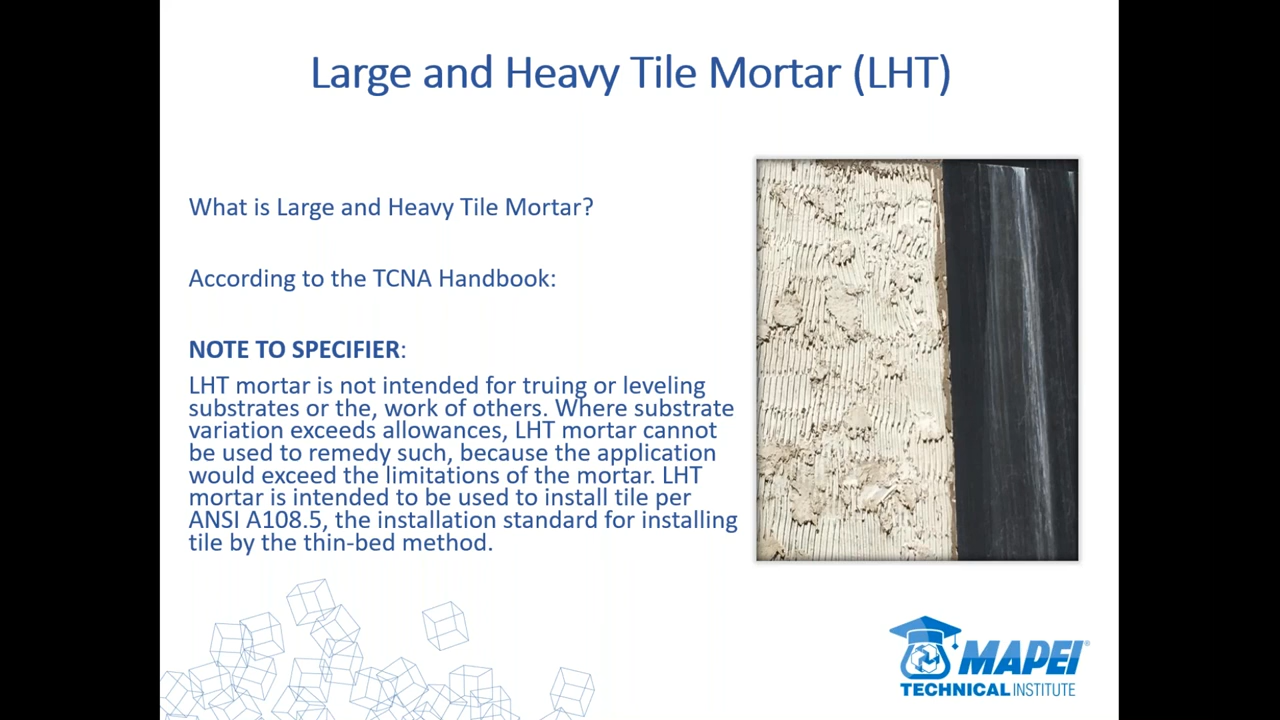 Large and Heavy Tile Mortar (LHT)
What is Large and Heavy Tile Mortar?
According to the TCNA Handbook:
NOTE TO SPECIFIER:
LHT mortar is not intended for truing or leveling
substrates or the, work of others. Where substrate
variation exceeds allowances, LHT mortar cannot
be used to remedy such, because the application
would exceed the limitations of the mortar. LHT
mortar is intended to be used to install tile per
ANSI A108.5, the installation standard for installing
tile by the thin-bed method.
MAPEI®
TECHNICAL INSTITUTE